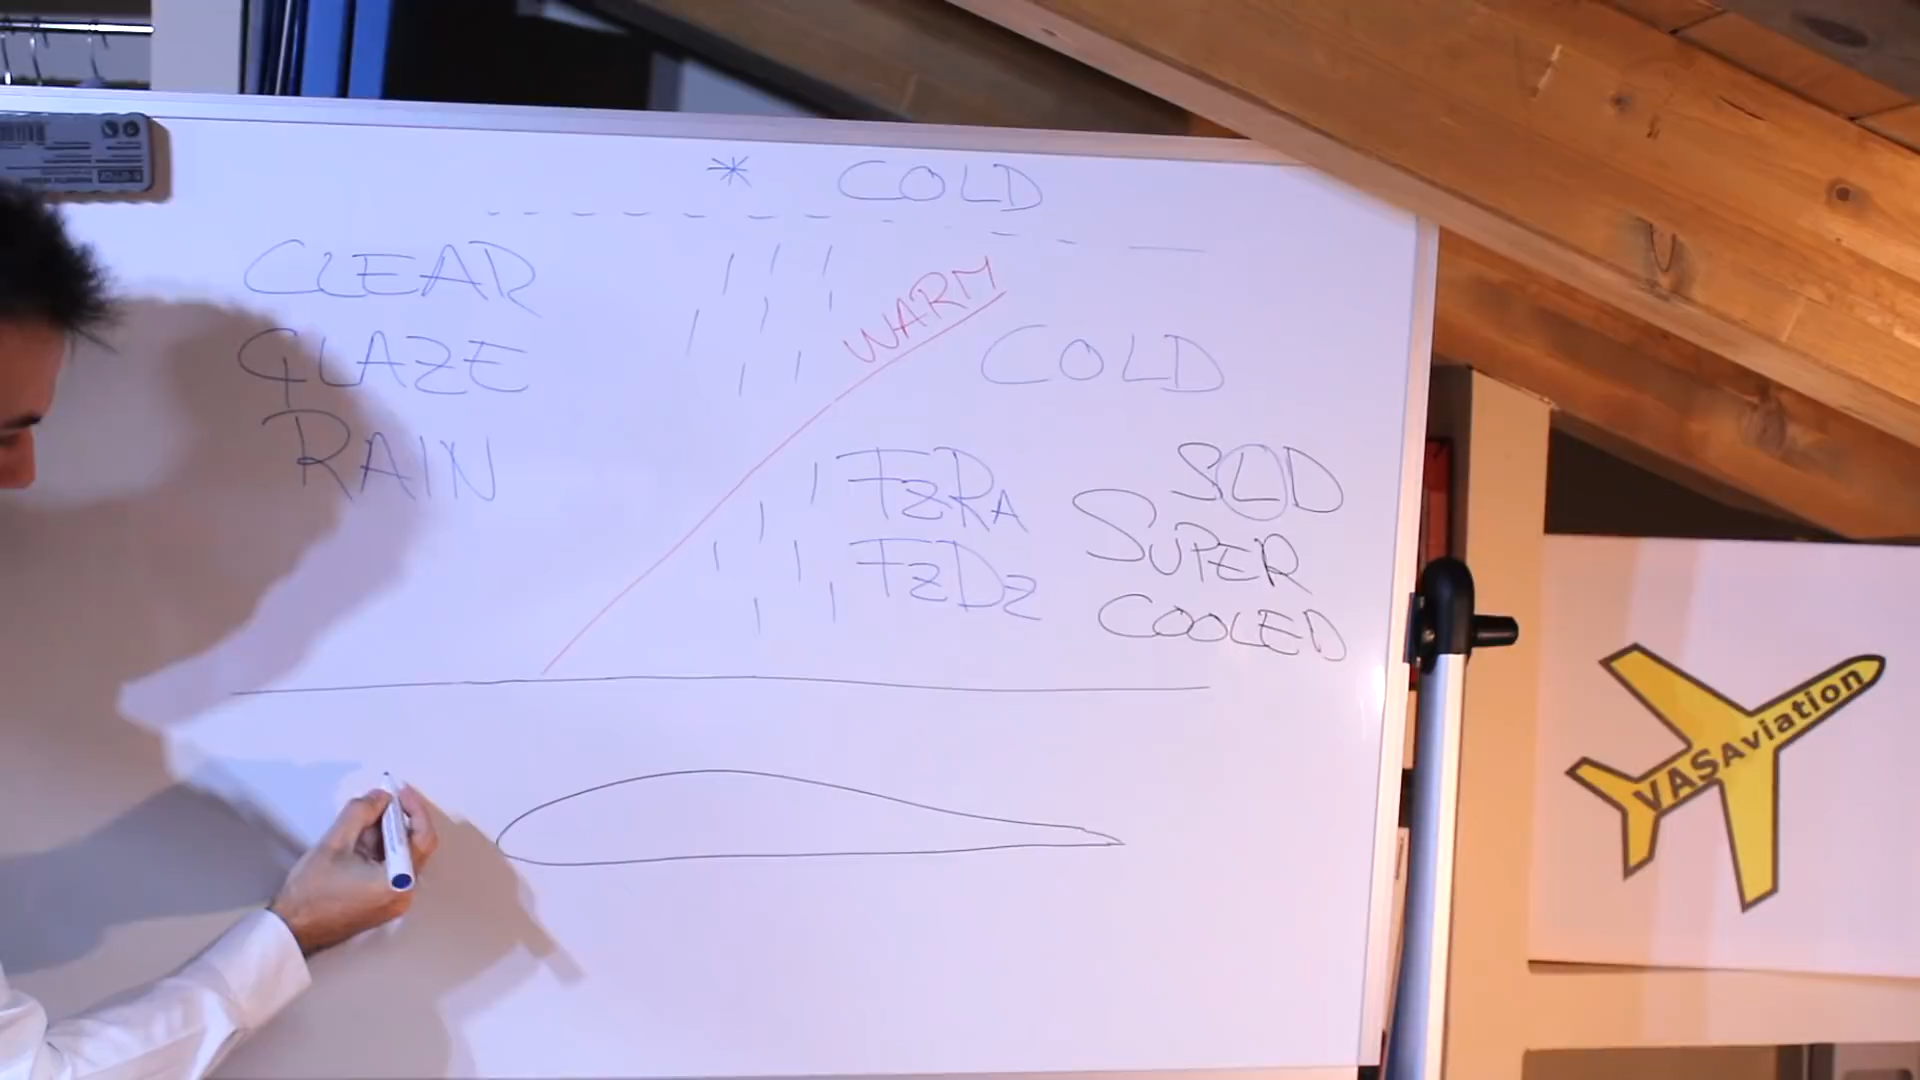 * COLD
CLEAR
GLAZE
RAIN
WARM
COLD
FzRA
FzDz
SLD
SUPER
COOLED
VASAviation